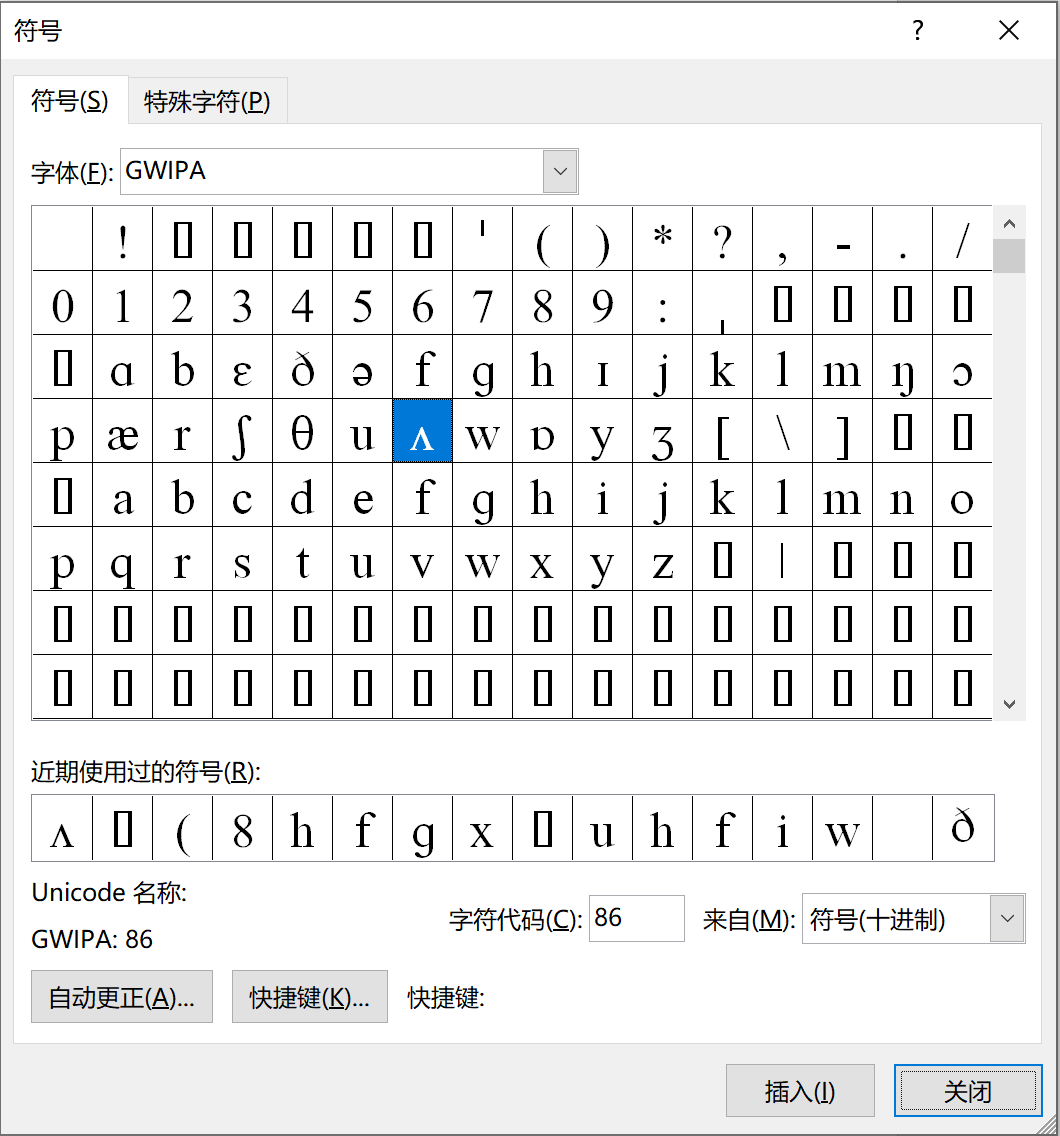 符号 ?
符号(S) 特殊字符(P)
字体(F): GWIPA
! ▯ ▯ ▯ ▯ ▯ ˈ ( ) * ? , - . /
0 1 2 3 4 5 6 7 8 9 : ˌ ▯ ▯ ▯ ▯
▯ ɑ b ɛ ð ə f ɡ h ɪ j k l m ŋ ɔ
p æ r ʃ θ u ʌ w ɒ y ʒ [ \ ] ▯ ▯
▯ a b c d e f g h i j k l m n o
p q r s t u v w x y z ▯ | ▯ ▯ ▯
▯ ▯ ▯ ▯ ▯ ▯ ▯ ▯ ▯ ▯ ▯ ▯ ▯ ▯ ▯ ▯
▯ ▯ ▯ ▯ ▯ ▯ ▯ ▯ ▯ ▯ ▯ ▯ ▯ ▯ ▯ ▯
近期使用过的符号(R):
ʌ ▯ ( 8 h f g x ▯ u h f i w ð
Unicode 名称:
字符代码(C): 86 来自(M): 符号(十进制)
GWIPA: 86
自动更正(A)... 快捷键(K)... 快捷键:
插入(I) 关闭